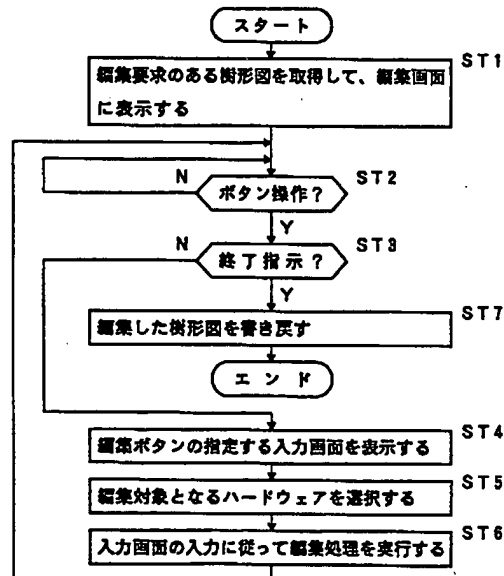 スタート
ST1
編集要求のある樹形図を取得して、編集画面
に表示する
N
ST2
ボタン操作？
Y
N
ST3
終了指示？
Y
ST7
編集した樹形図を書き戻す
エンド
ST4
編集ボタンの指定する入力画面を表示する
ST5
編集対象となるハードウェアを選択する
ST6
入力画面の入力に従って編集処理を実行する